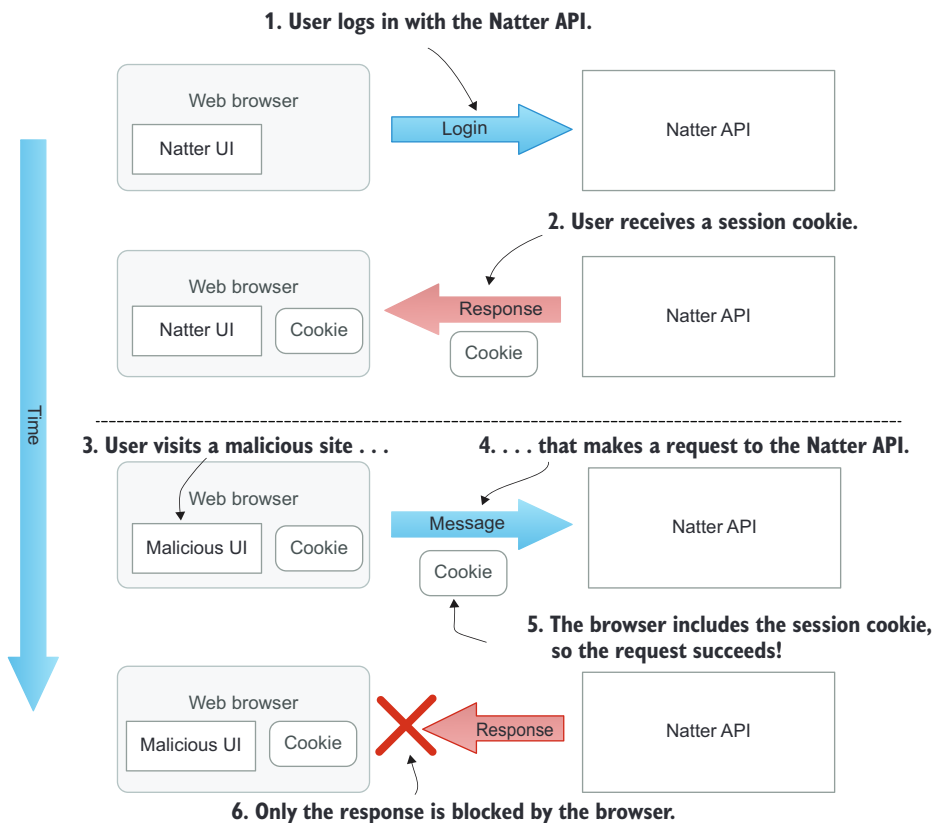 1. User logs in with the Natter API.
Web browser
Natter UI
Login
Natter API
2. User receives a session cookie.
Web browser
Natter UI
Cookie
Response
Cookie
Natter API
Time
3. User visits a malicious site . . .
4. . . . that makes a request to the Natter API.
Web browser
Malicious UI
Cookie
Message
Cookie
Natter API
5. The browser includes the session cookie,
so the request succeeds!
Web browser
Malicious UI
Cookie
Response
Natter API
6. Only the response is blocked by the browser.